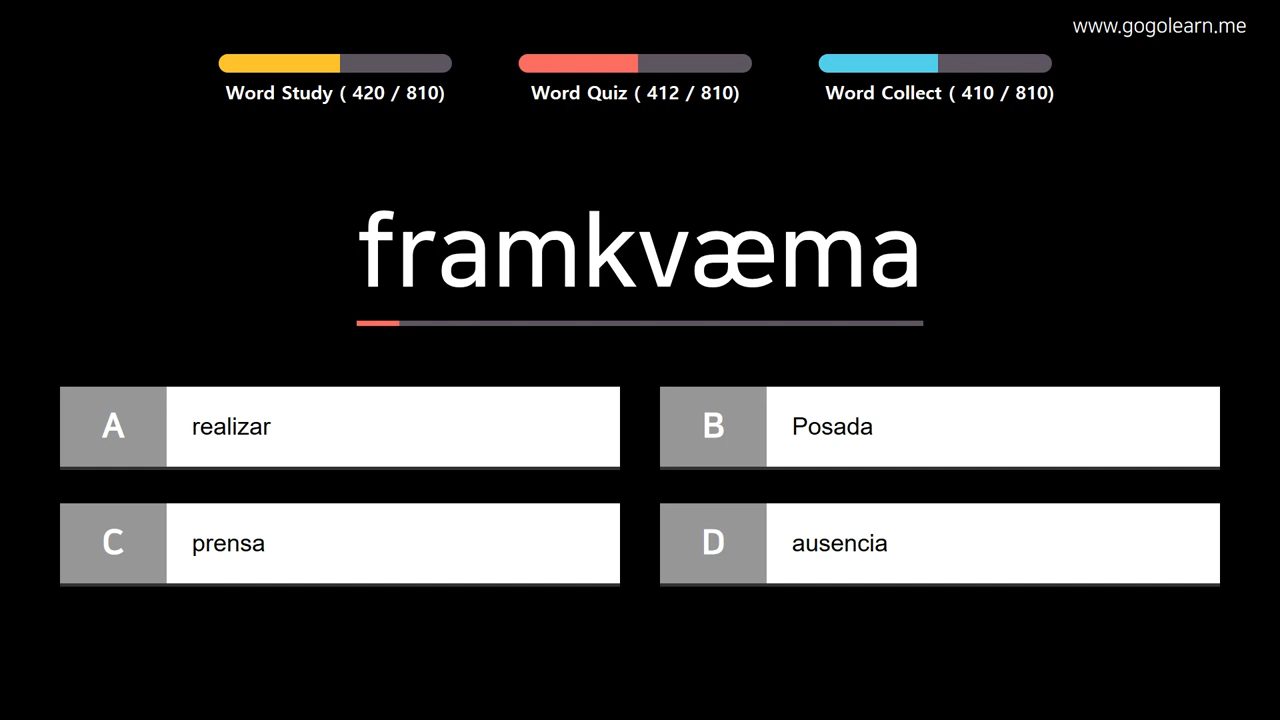 www.gogolearn.me
Word Study ( 420 / 810)
Word Quiz ( 412 / 810)
Word Collect ( 410 / 810)
framkvæma
A realizar
B Posada
C prensa
D ausencia